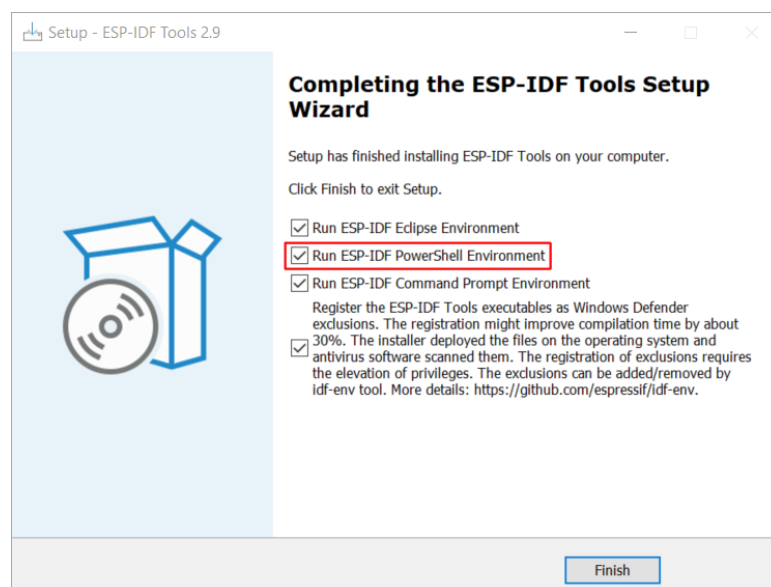 Setup - ESP-IDF Tools 2.9
Completing the ESP-IDF Tools Setup
Wizard
Setup has finished installing ESP-IDF Tools on your computer.
Click Finish to exit Setup.
Run ESP-IDF Eclipse Environment
Run ESP-IDF PowerShell Environment
Run ESP-IDF Command Prompt Environment
Register the ESP-IDF Tools executables as Windows Defender
exclusions. The registration might improve compilation time by about
30%. The installer deployed the files on the operating system and
antivirus software scanned them. The registration of exclusions requires
the elevation of privileges. The exclusions can be added/removed by
idf-env tool. More details: https://github.com/espressif/idf-env.
Finish